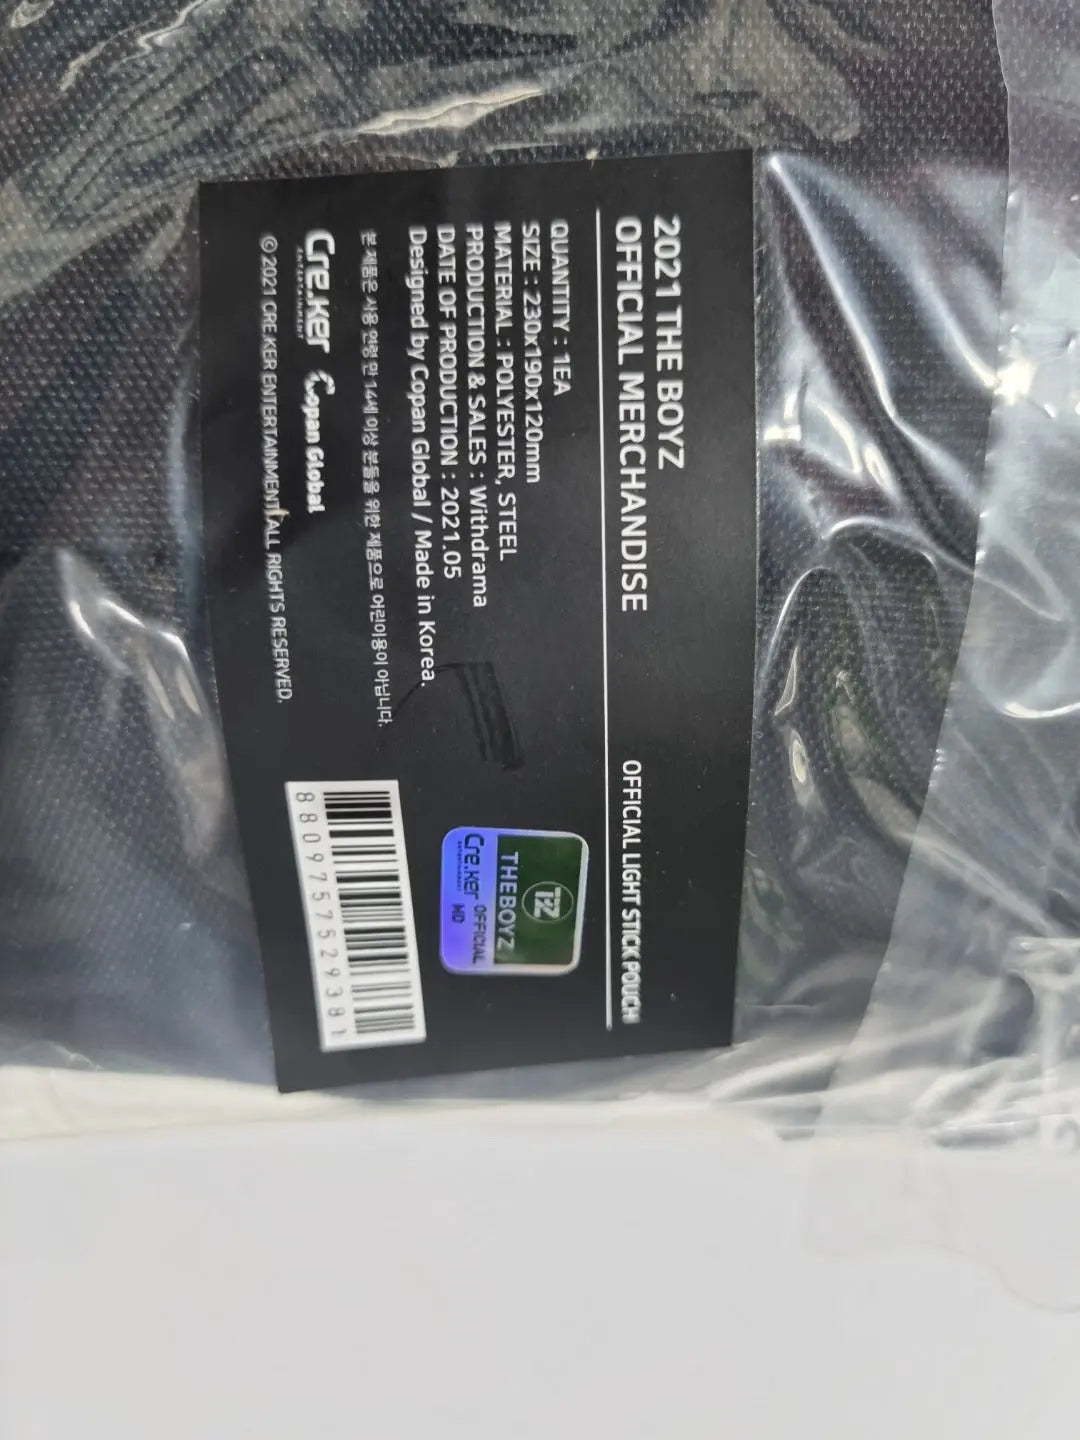 2021 THE BOYZ
OFFICIAL MERCHANDISE
OFFICIAL LIGHT STICK POUCH
QUANTITY : 1EA
SIZE : 230x190x120mm
MATERIAL : POLYESTER, STEEL
PRODUCTION & SALES : Withdrama
DATE OF PRODUCTION : 2021.05
Designed by Copan Global / Made in Korea.
본 제품은 사용 연령 만 14세 이상 분들을 위한 제품으로 어린이용이 아닙니다.
Cre.ker Copan Global
ENTERTAINMENT
© 2021 CRE.KER ENTERTAINMENT ALL RIGHTS RESERVED.
TBZ
THEBOYZ
Cre.ker OFFICIAL
ENTERTAINMENT MD
8809757529381